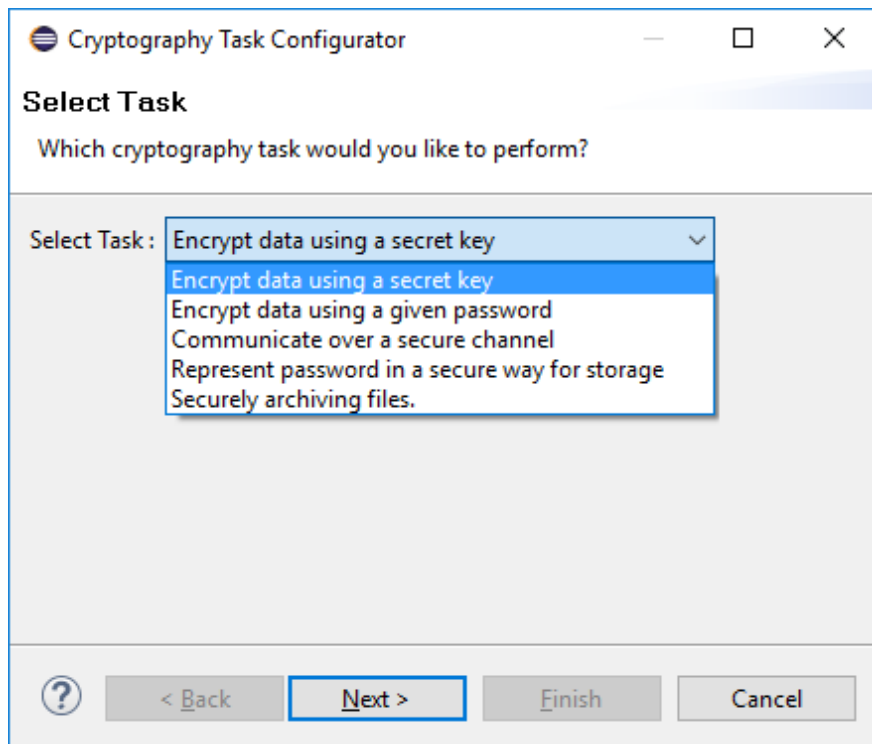 Cryptography Task Configurator
Select Task
Which cryptography task would you like to perform?
Select Task : Encrypt data using a secret key
Encrypt data using a secret key
Encrypt data using a given password
Communicate over a secure channel
Represent password in a secure way for storage
Securely archiving files.
? < Back Next > Finish Cancel